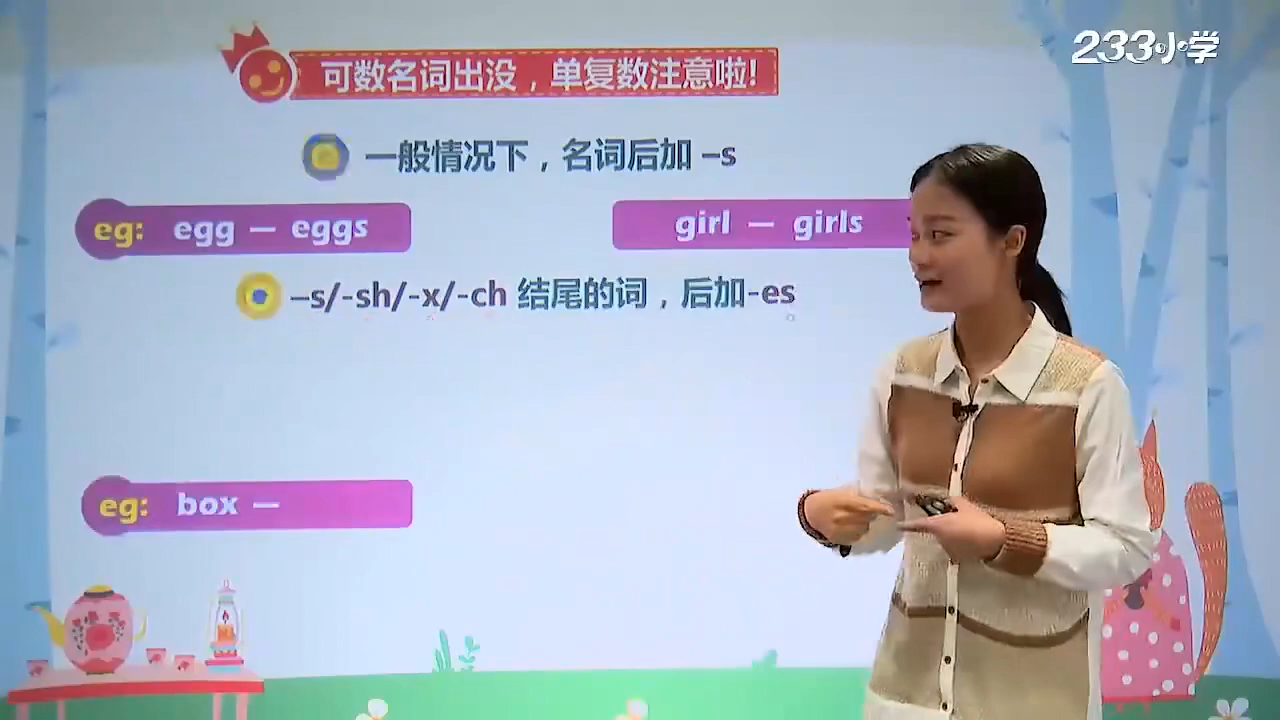 233小学
可数名词出没，单复数注意啦!
一般情况下，名词后加 –s
eg: egg — eggs
girl — girls
–s/-sh/-x/-ch 结尾的词，后加-es
eg: box —